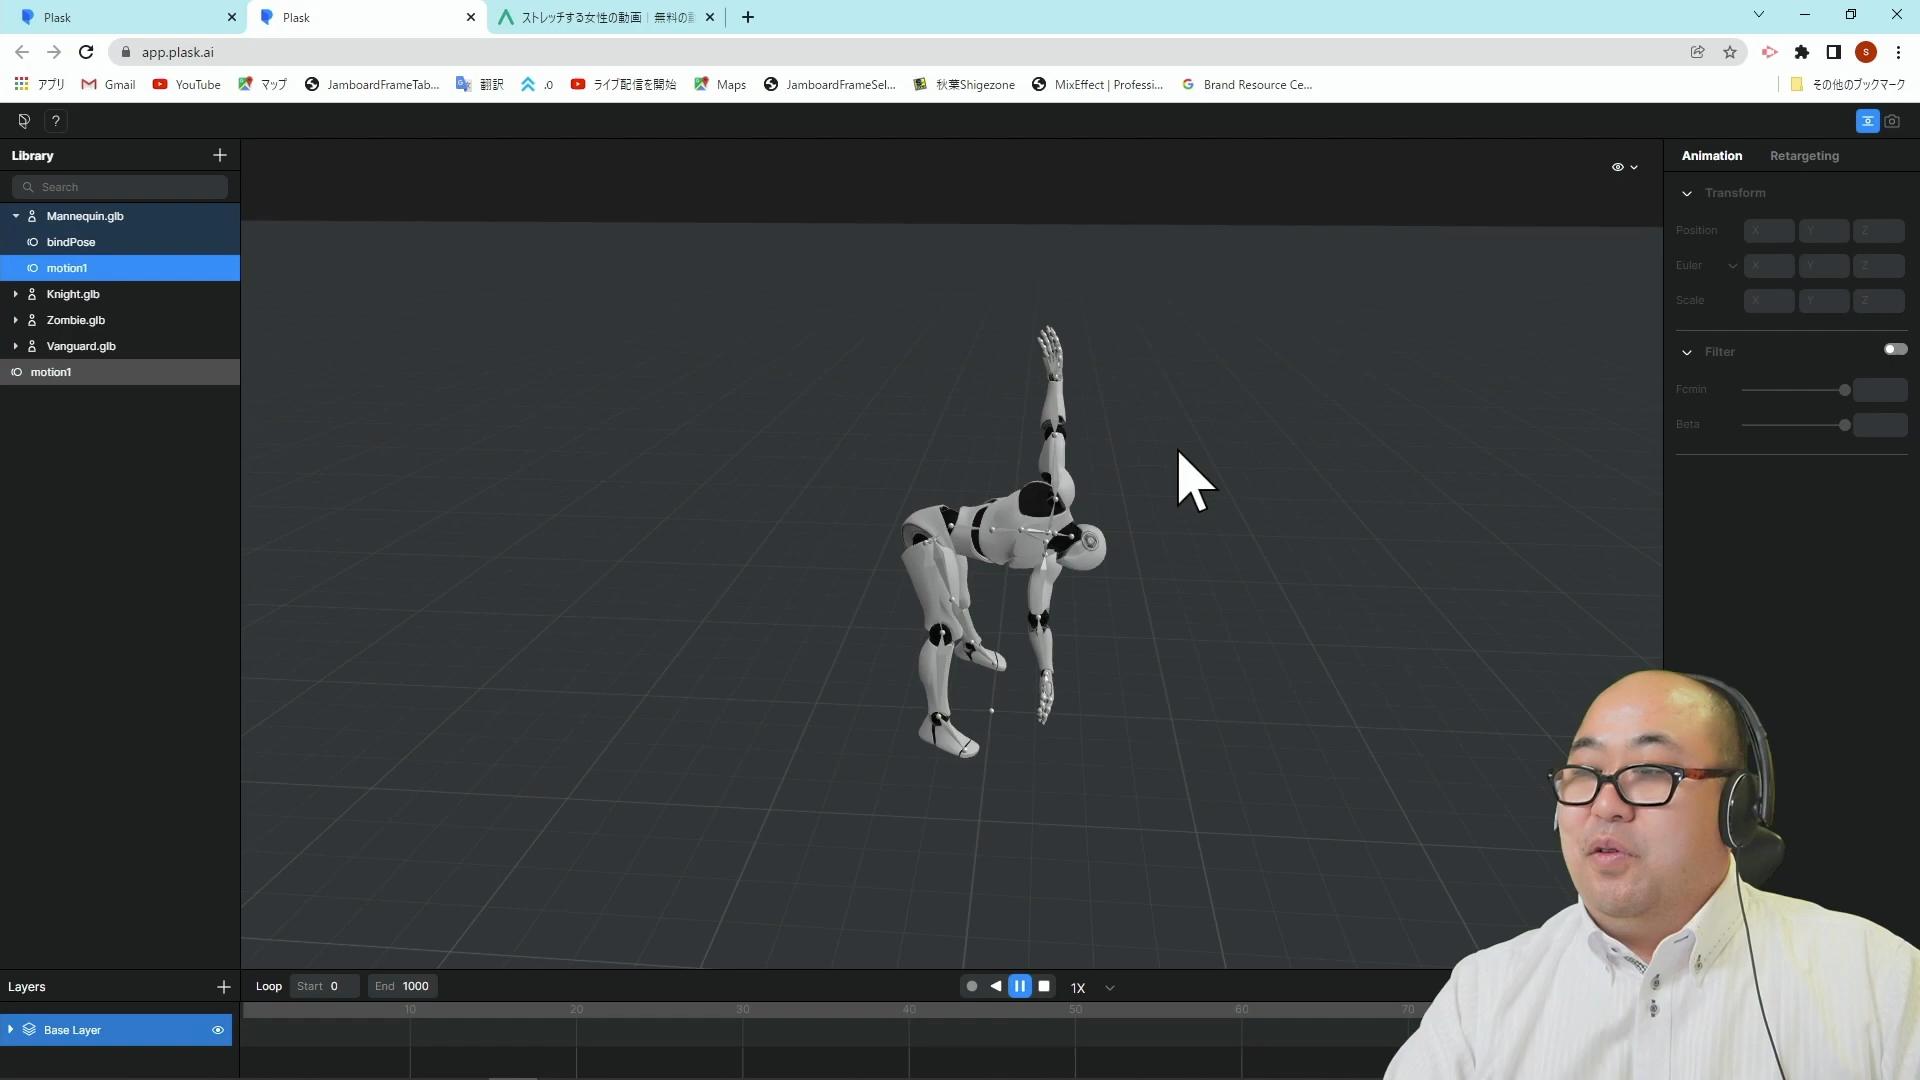 Plask
Plask
ストレッチする女性の動画｜無料の
app.plask.ai
S
アプリ
Gmail
YouTube
マップ
JamboardFrameTab...
翻訳
.0
ライブ配信を開始
Maps
JamboardFrameSel...
秋葉Shigezone
MixEffect | Professi...
Brand Resource Ce...
その他のブックマーク
?
Library
Search
Mannequin.glb
bindPose
motion1
Knight.glb
Zombie.glb
Vanguard.glb
motion1
Animation
Retargeting
Transform
Position X Y Z
Euler X Y Z
Scale X Y Z
Filter
Fcmin
Beta
Layers
Loop
Start 0
End 1000
1X
10 20 30 40 50 60 70
Base Layer